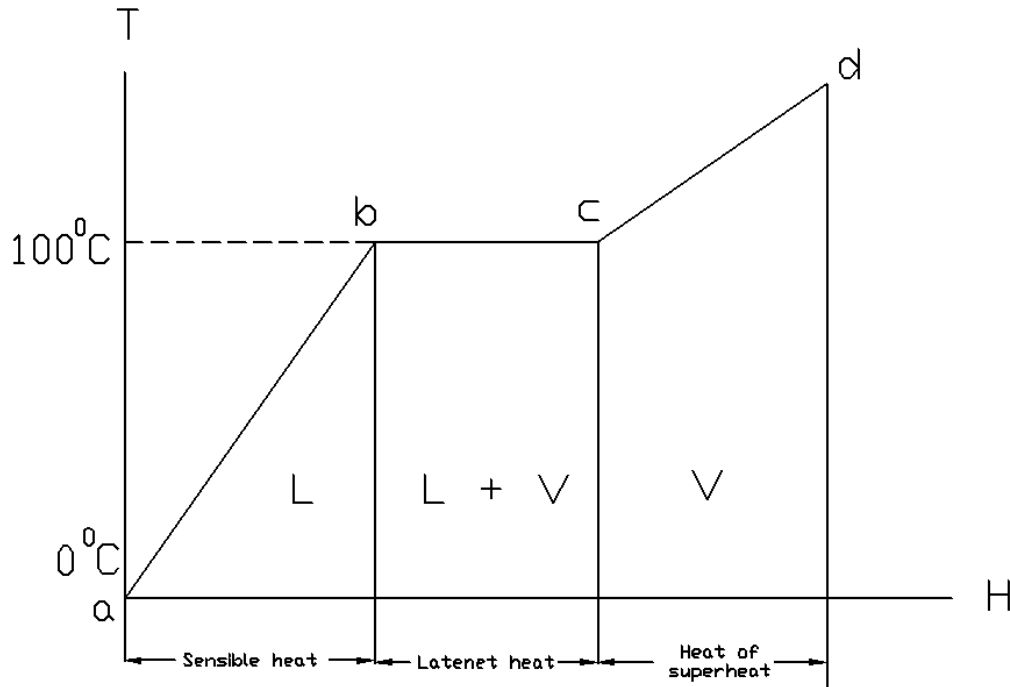 T
d
b
c
100⁰C
L
L + V
V
0⁰C
a
H
Sensible heat
Latenet heat
Heat of
superheat